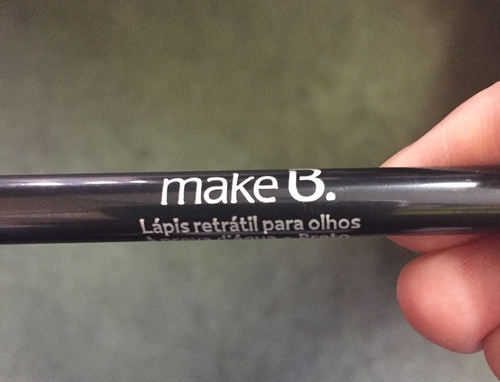 make B.
Lápis retrátil para olhos